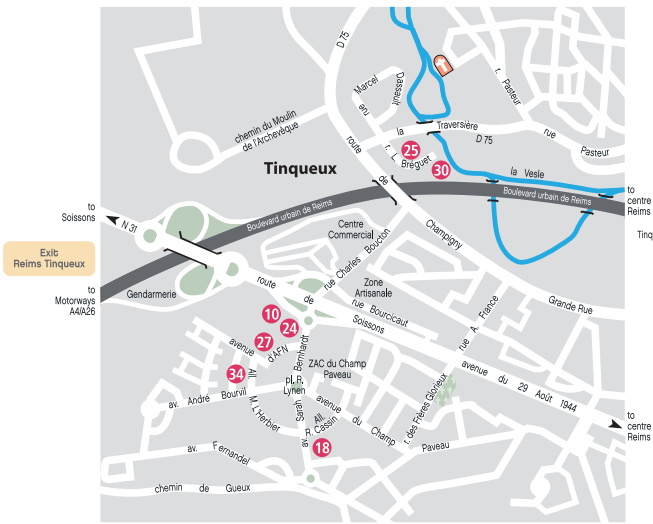 D 75
Marcel
Dassault
rue
r. Pasteur
chemin du Moulin
de l'Archevêque
la Traversière
D 75
rue Pasteur
route de Champigny
r. L. Bréguet
25
30
la Vesle
Tinqueux
to
centre
Reims
Boulevard urbain de Reims
Boulevard urbain de Reims
to
Soissons
N 31
Tinq
Exit
Reims Tinqueux
Centre
Commercial
rue Charles Boucton
to
Motorways
A4/A26
Gendarmerie
route de Soissons
Zone
Artisanale
rue Bourcicaut
Grande Rue
rue A. France
10
24
27
34
avenue d'AFN
ZAC du Champ
Paveau
avenue du 29 Août 1944
av. Sarah Bernhardt
pl. R.
Lynen
av. André Bourvil
All. M. l'Herbier
avenue du Champ Paveau
All.
R. Cassin
r. des Frères Glorieux
to
centre
Reims
18
av. Fernandel
chemin de Gueux